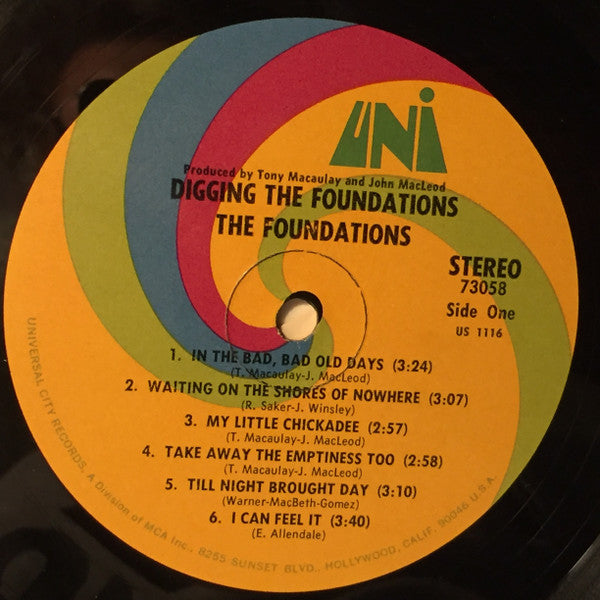 UNI
Produced by Tony Macaulay and John MacLeod
DIGGING THE FOUNDATIONS
THE FOUNDATIONS
STEREO
73058
Side One
US 1116
1. IN THE BAD, BAD OLD DAYS (3:24)
(T. Macaulay-J. MacLeod)
2. WAITING ON THE SHORES OF NOWHERE (3:07)
(R. Saker-J. Winsley)
3. MY LITTLE CHICKADEE (2:57)
(T. Macaulay-J. MacLeod)
4. TAKE AWAY THE EMPTINESS TOO (2:58)
(T. Macaulay-J. MacLeod)
5. TILL NIGHT BROUGHT DAY (3:10)
(Warner-MacBeth-Gomez)
6. I CAN FEEL IT (3:40)
(E. Allendale)
UNIVERSAL CITY RECORDS, A Division of MCA Inc., 8255 SUNSET BLVD., HOLLYWOOD, CALIF. 90046 U.S.A.